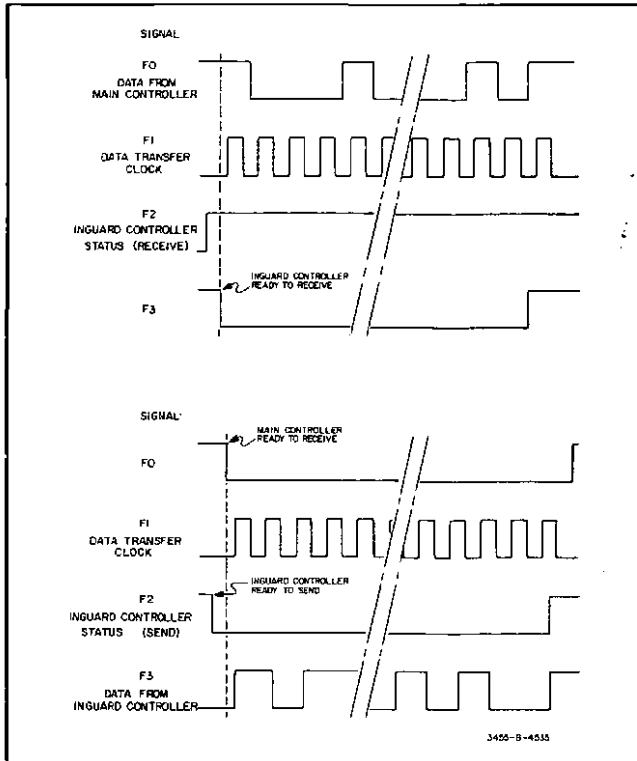 SIGNAL
F0
DATA FROM
MAIN CONTROLLER
F1
DATA TRANSFER
CLOCK
F2
INGUARD CONTROLLER
STATUS (RECEIVE)
INGUARD CONTROLLER
READY TO RECEIVE
F3
SIGNAL
MAIN CONTROLLER
READY TO RECEIVE
F0
F1
DATA TRANSFER
CLOCK
F2
INGUARD CONTROLLER
READY TO SEND
INGUARD CONTROLLER
STATUS (SEND)
F3
DATA FROM
INGUARD CONTROLLER
3455-B-4535